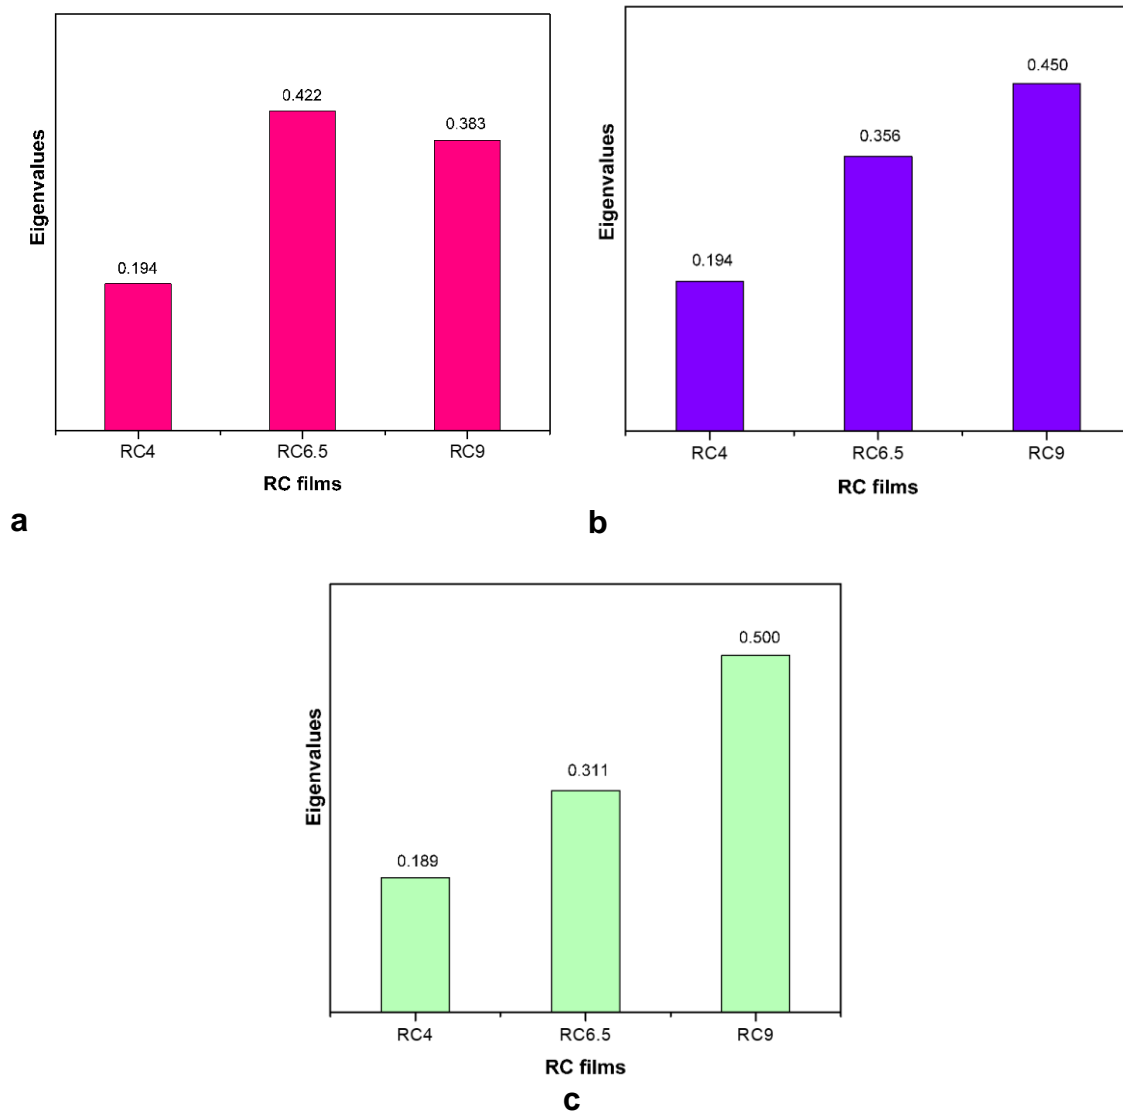 Eigenvalues
0.194
0.422
0.383
RC4
RC6.5
RC9
RC films
a
Eigenvalues
0.194
0.356
0.450
RC4
RC6.5
RC9
RC films
b
Eigenvalues
0.189
0.311
0.500
RC4
RC6.5
RC9
RC films
c